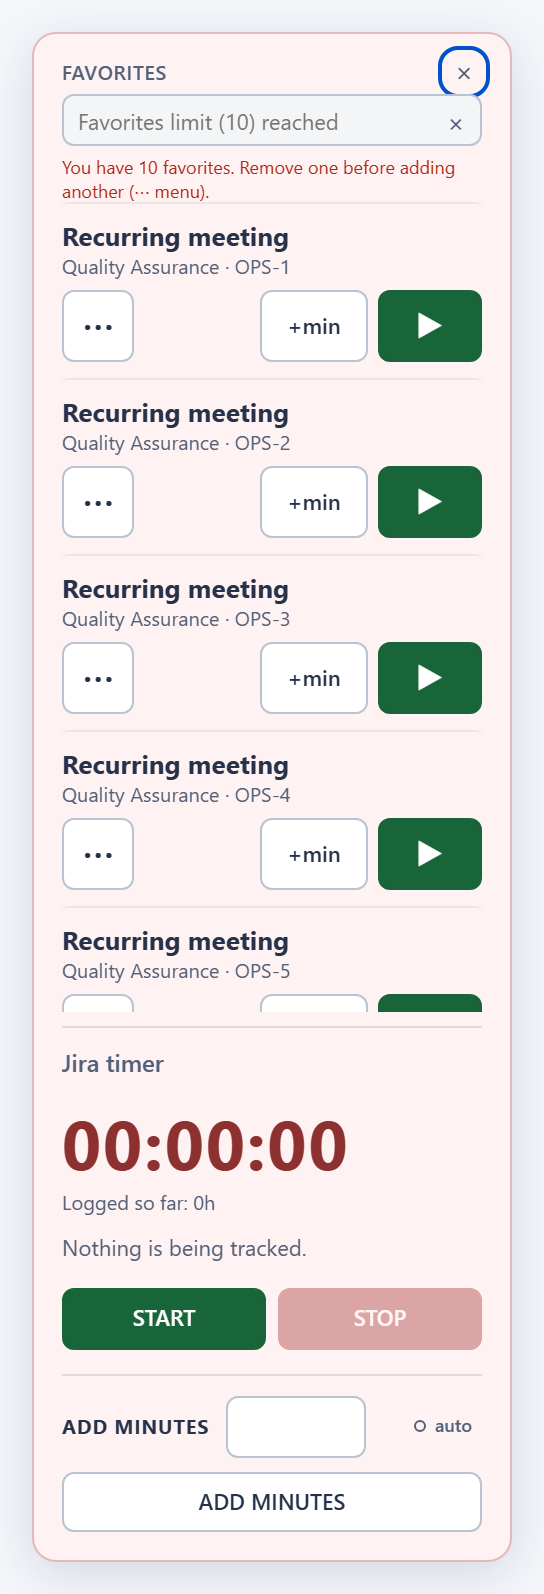 FAVORITES ×
Favorites limit (10) reached ×
You have 10 favorites. Remove one before adding
another (··· menu).
Recurring meeting
Quality Assurance · OPS-1
••• +min ▶
Recurring meeting
Quality Assurance · OPS-2
••• +min ▶
Recurring meeting
Quality Assurance · OPS-3
••• +min ▶
Recurring meeting
Quality Assurance · OPS-4
••• +min ▶
Recurring meeting
Quality Assurance · OPS-5
Jira timer
00:00:00
Logged so far: 0h
Nothing is being tracked.
START STOP
ADD MINUTES auto
ADD MINUTES